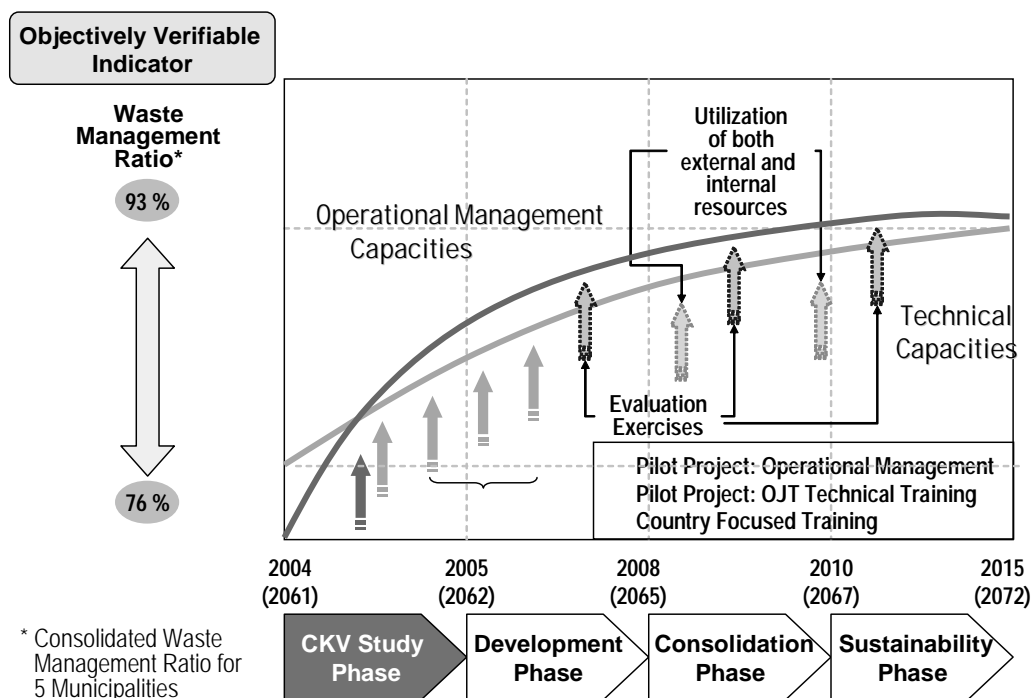 Objectively Verifiable
Indicator
Waste
Management
Ratio*
93 %
76 %
Utilization
of both
external and
internal
resources
Operational Management
Capacities
Technical
Capacities
Evaluation
Exercises
Pilot Project: Operational Management
Pilot Project: OJT Technical Training
Country Focused Training
2004
(2061)
2005
(2062)
2008
(2065)
2010
(2067)
2015
(2072)
CKV Study
Phase
Development
Phase
Consolidation
Phase
Sustainability
Phase
* Consolidated Waste
Management Ratio for
5 Municipalities